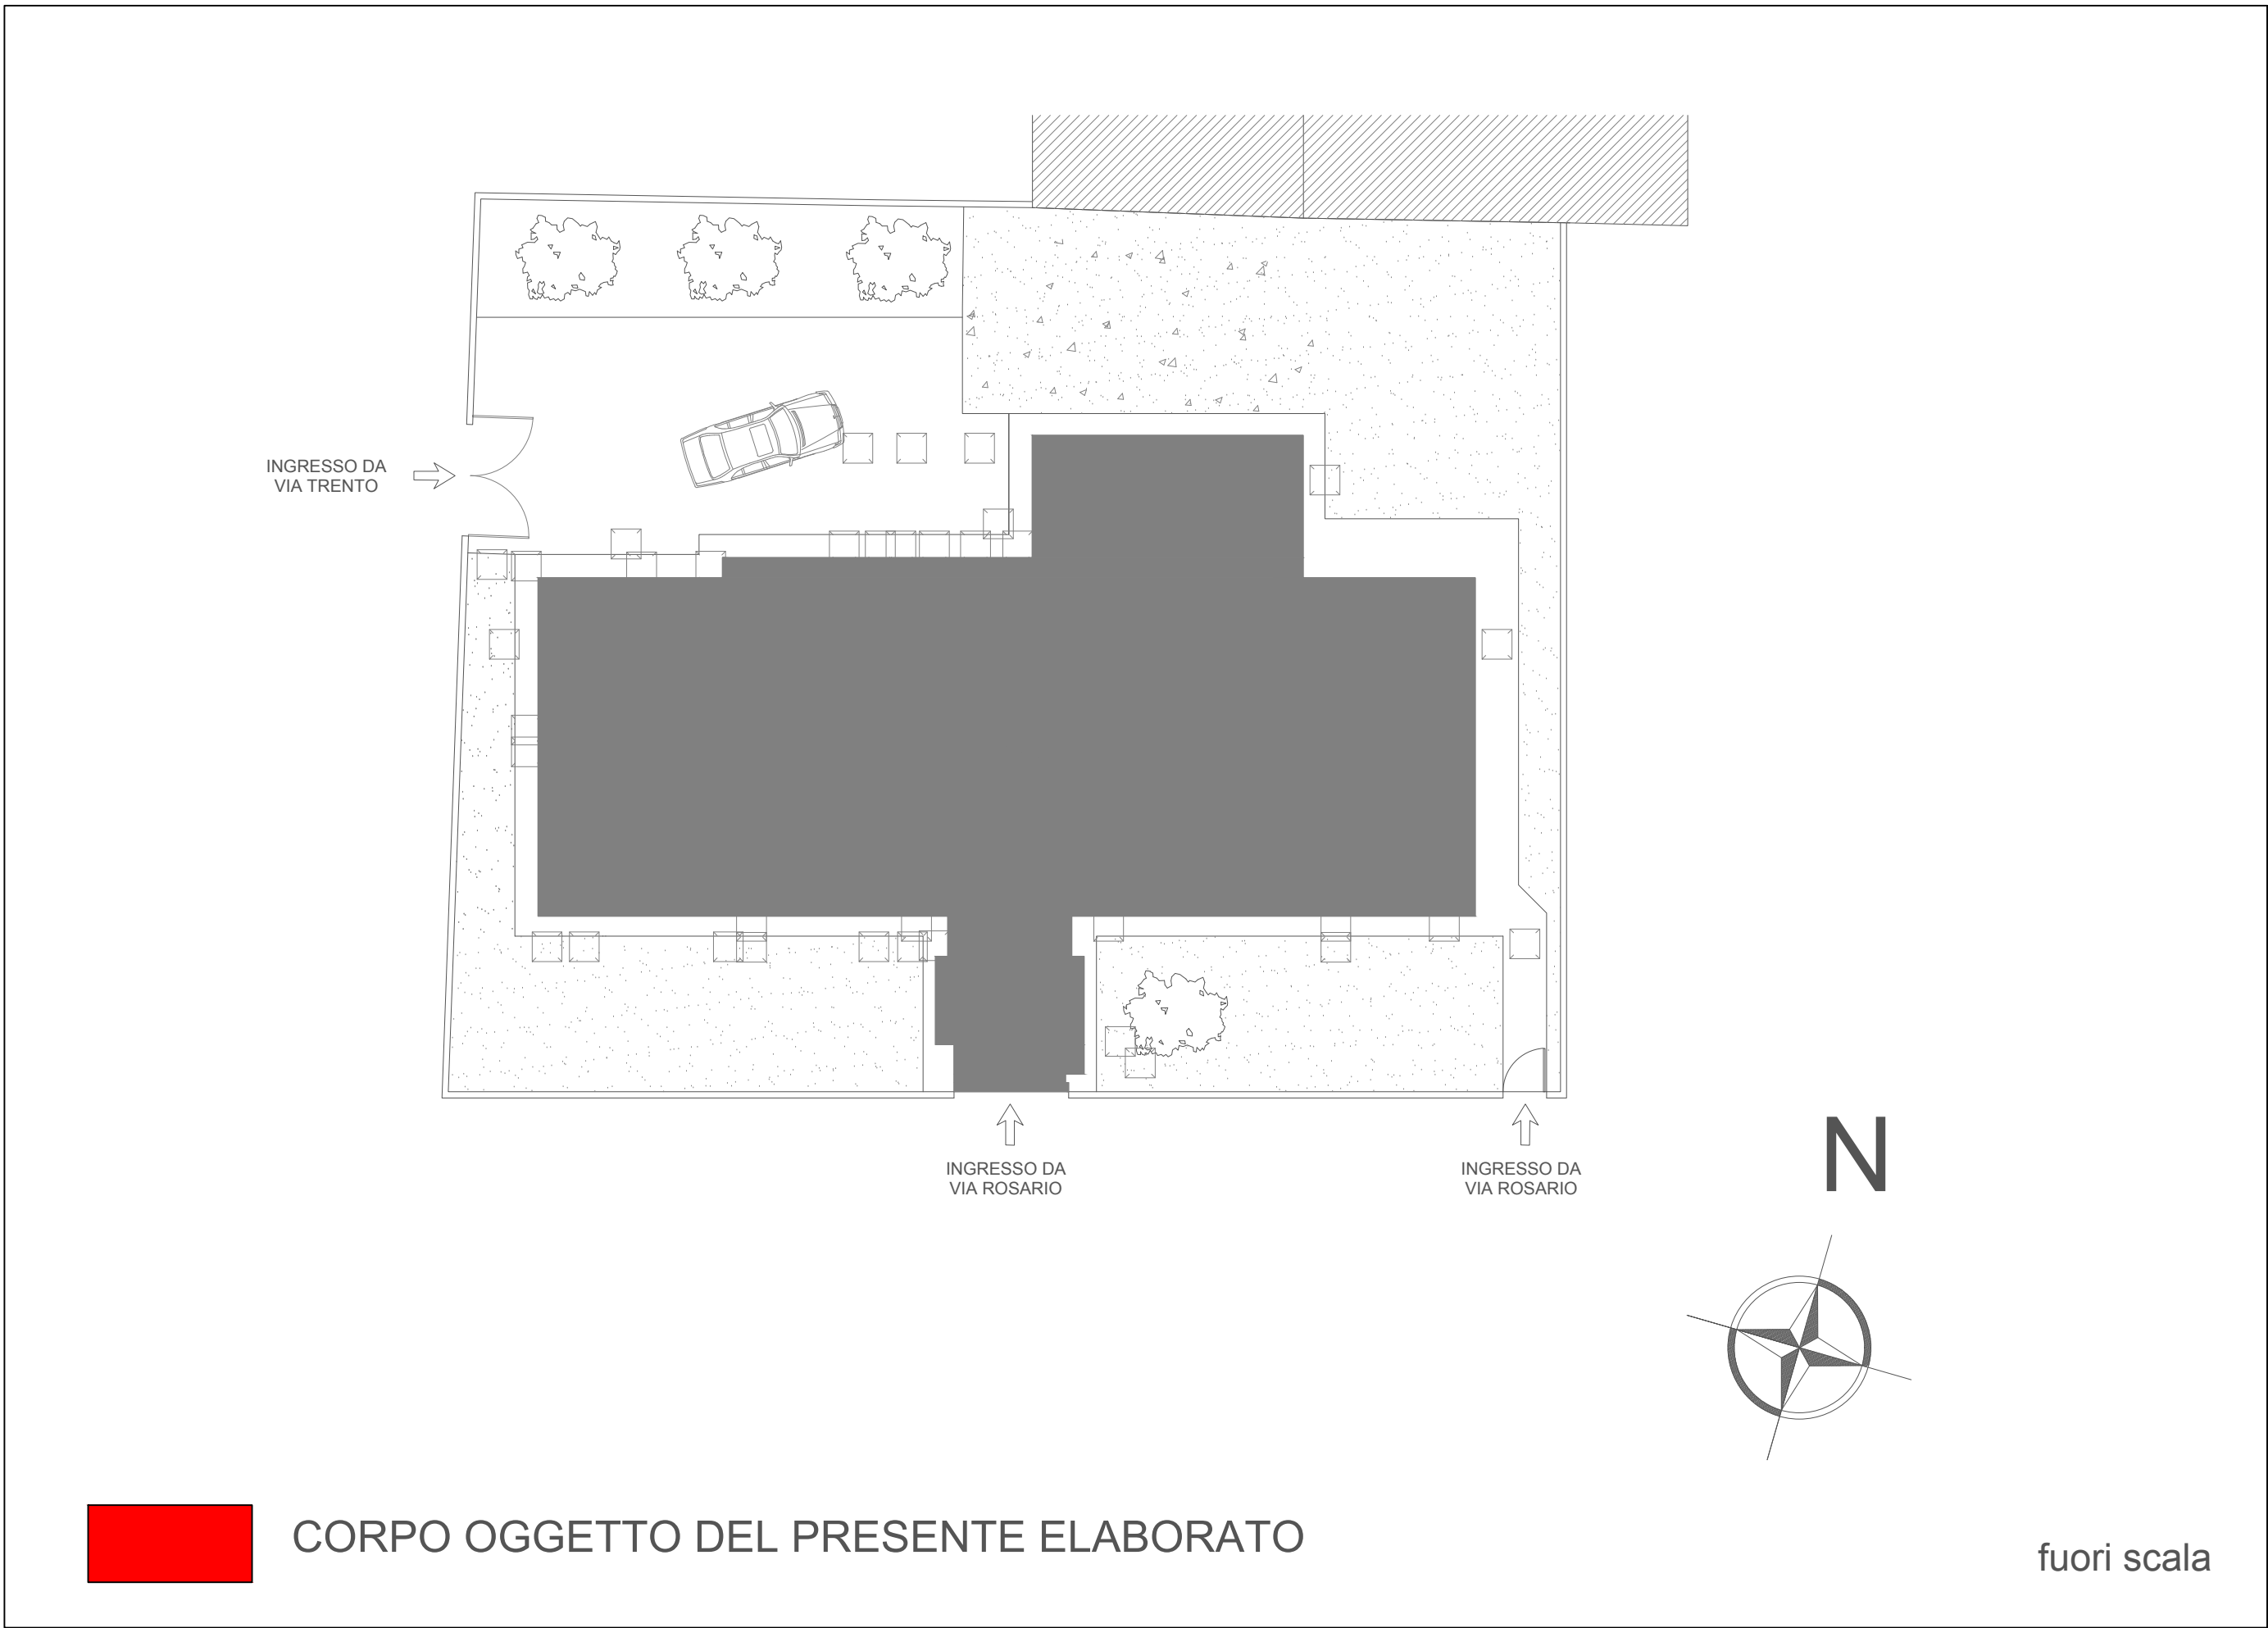 INGRESSO DA
VIA TRENTO
INGRESSO DA
VIA ROSARIO
INGRESSO DA
VIA ROSARIO
N
CORPO OGGETTO DEL PRESENTE ELABORATO
fuori scala